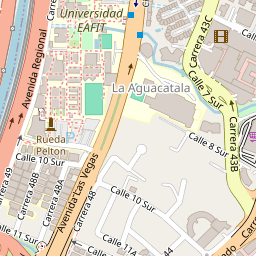 Universidad
EAFIT
Avenida Regional
Carrera 43C
La Aguacatala
Calle 7 Sur
Carrera 43B
Calle 8 Sur
Rueda
Pelton
Calle 10 Sur
Carrera 49
Carrera 48B
Carrera 48A
Avenida Las Vegas
Carrera 48
Calle 10 Sur
Calle 11 Sur
Calle 11A